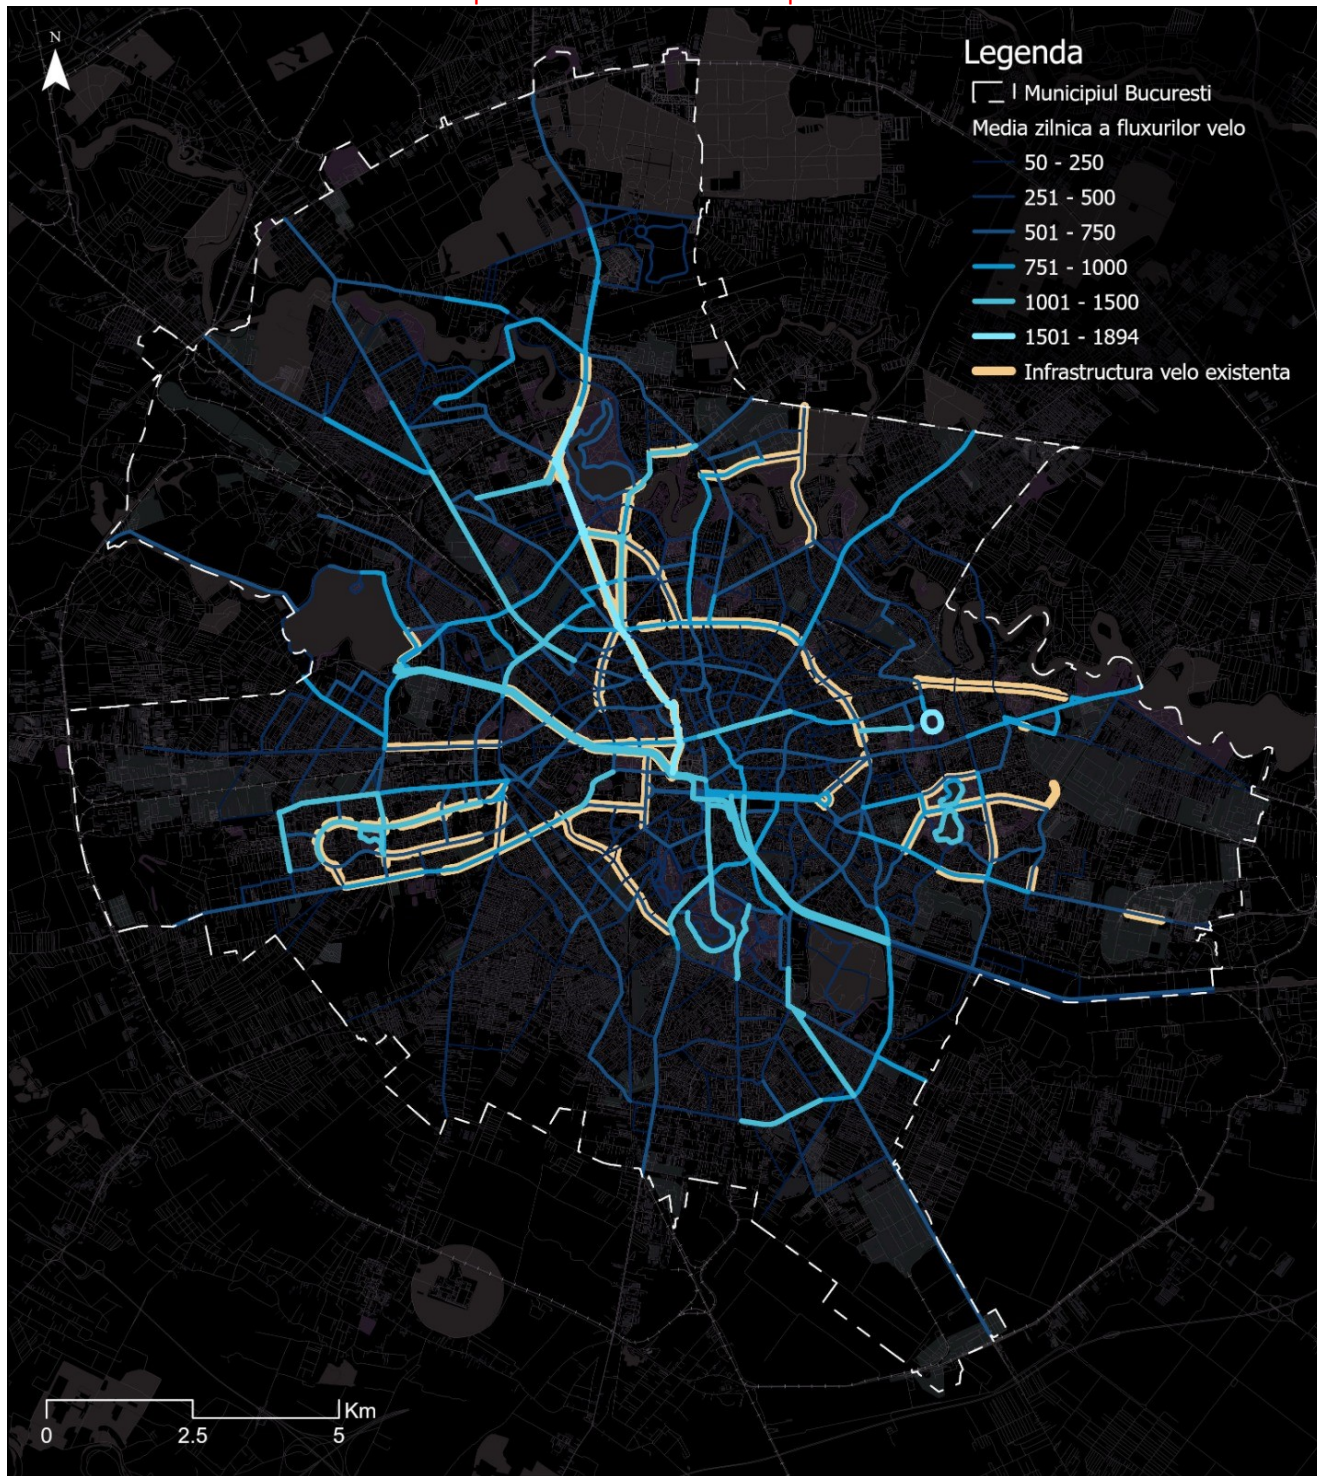 N
Legenda
Municipiul Bucuresti
Media zilnica a fluxurilor velo
50 - 250
251 - 500
501 - 750
751 - 1000
1001 - 1500
1501 - 1894
Infrastructura velo existenta
Km
0 2.5 5